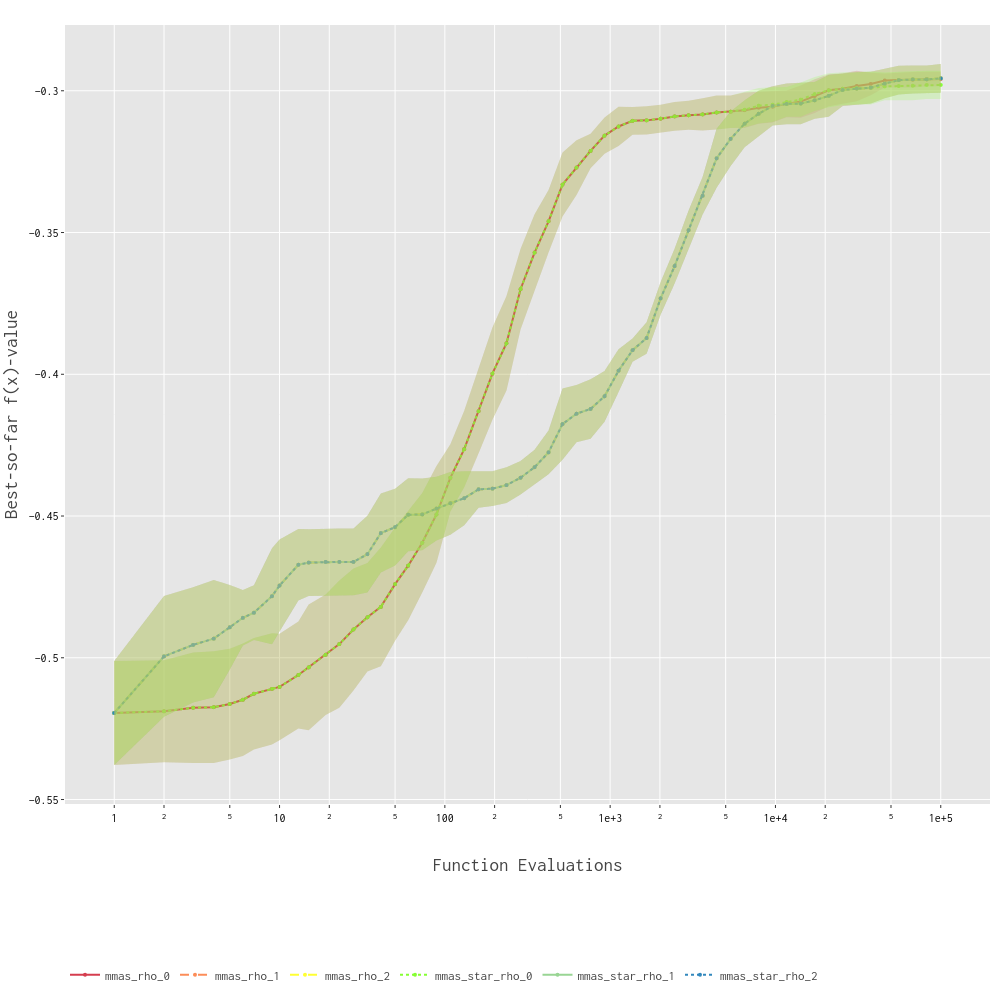 −0.3
−0.35
−0.4
−0.45
−0.5
−0.55
Best-so-far f(x)-value
1 2 5 10 2 5 100 2 5 1e+3 2 5 1e+4 2 5 1e+5
Function Evaluations
mmas_rho_0 mmas_rho_1 mmas_rho_2 mmas_star_rho_0 mmas_star_rho_1 mmas_star_rho_2